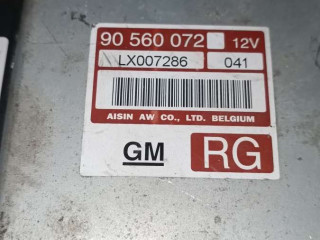 90 560 072 12V
LX007286 041
AISIN AW CO., LTD. BELGIUM
GM RG